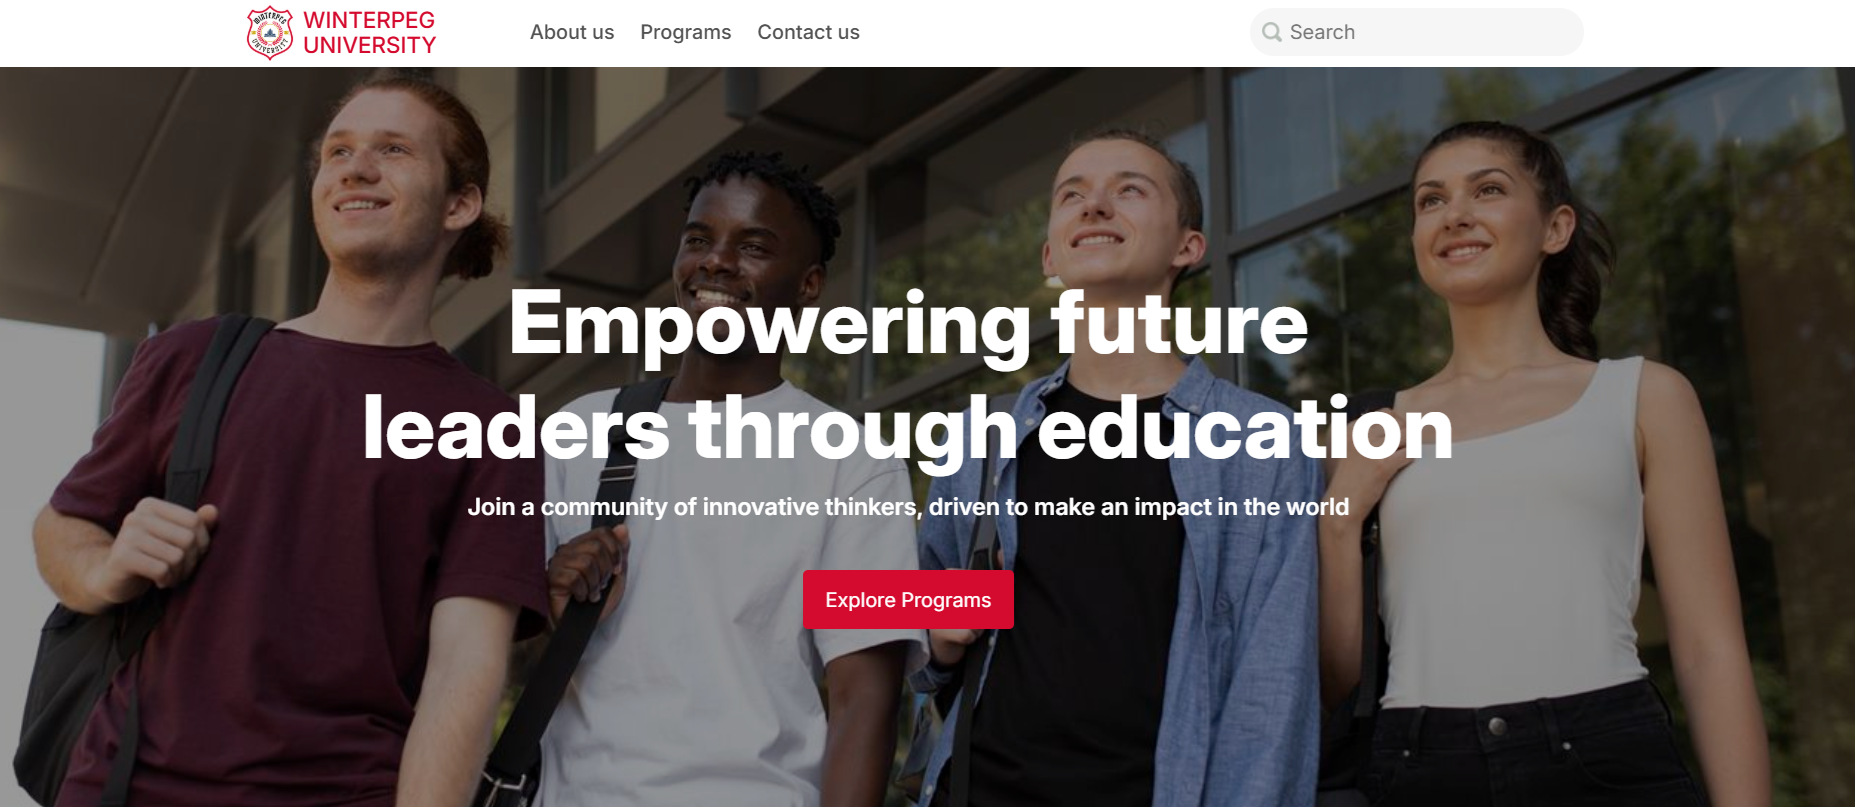 WINTERPEG
UNIVERSITY
WINTERPEG
UNIVERSITY
About us
Programs
Contact us
Search
Empowering future
leaders through education
Join a community of innovative thinkers, driven to make an impact in the world
Explore Programs